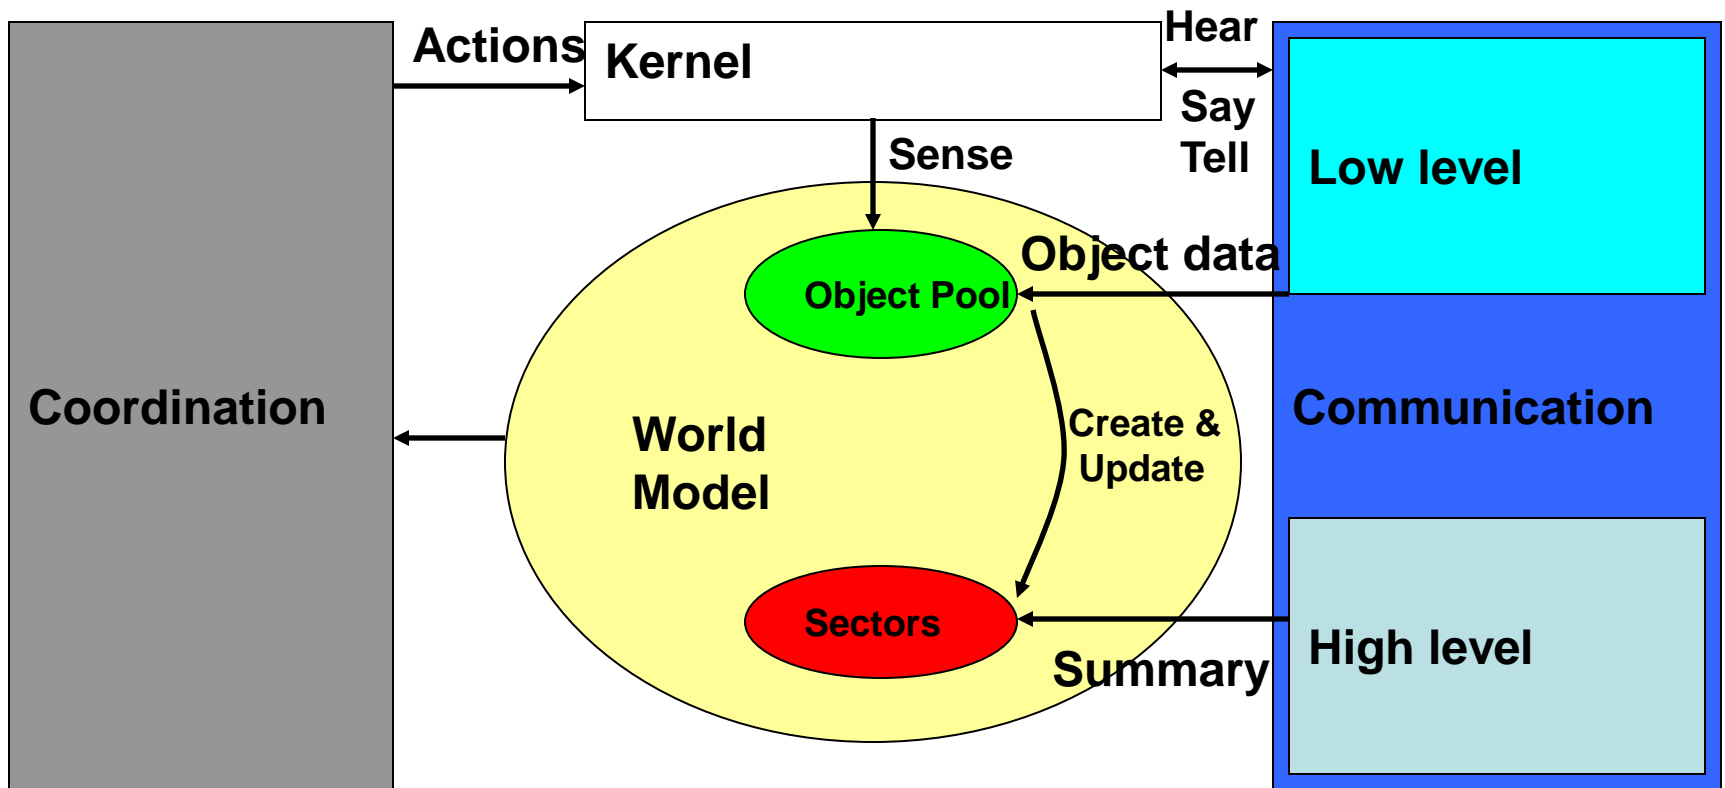 Actions
Kernel
Hear
Say
Tell
Sense
Low level
Object data
Object Pool
Coordination
World
Model
Create &
Update
Communication
Sectors
Summary
High level